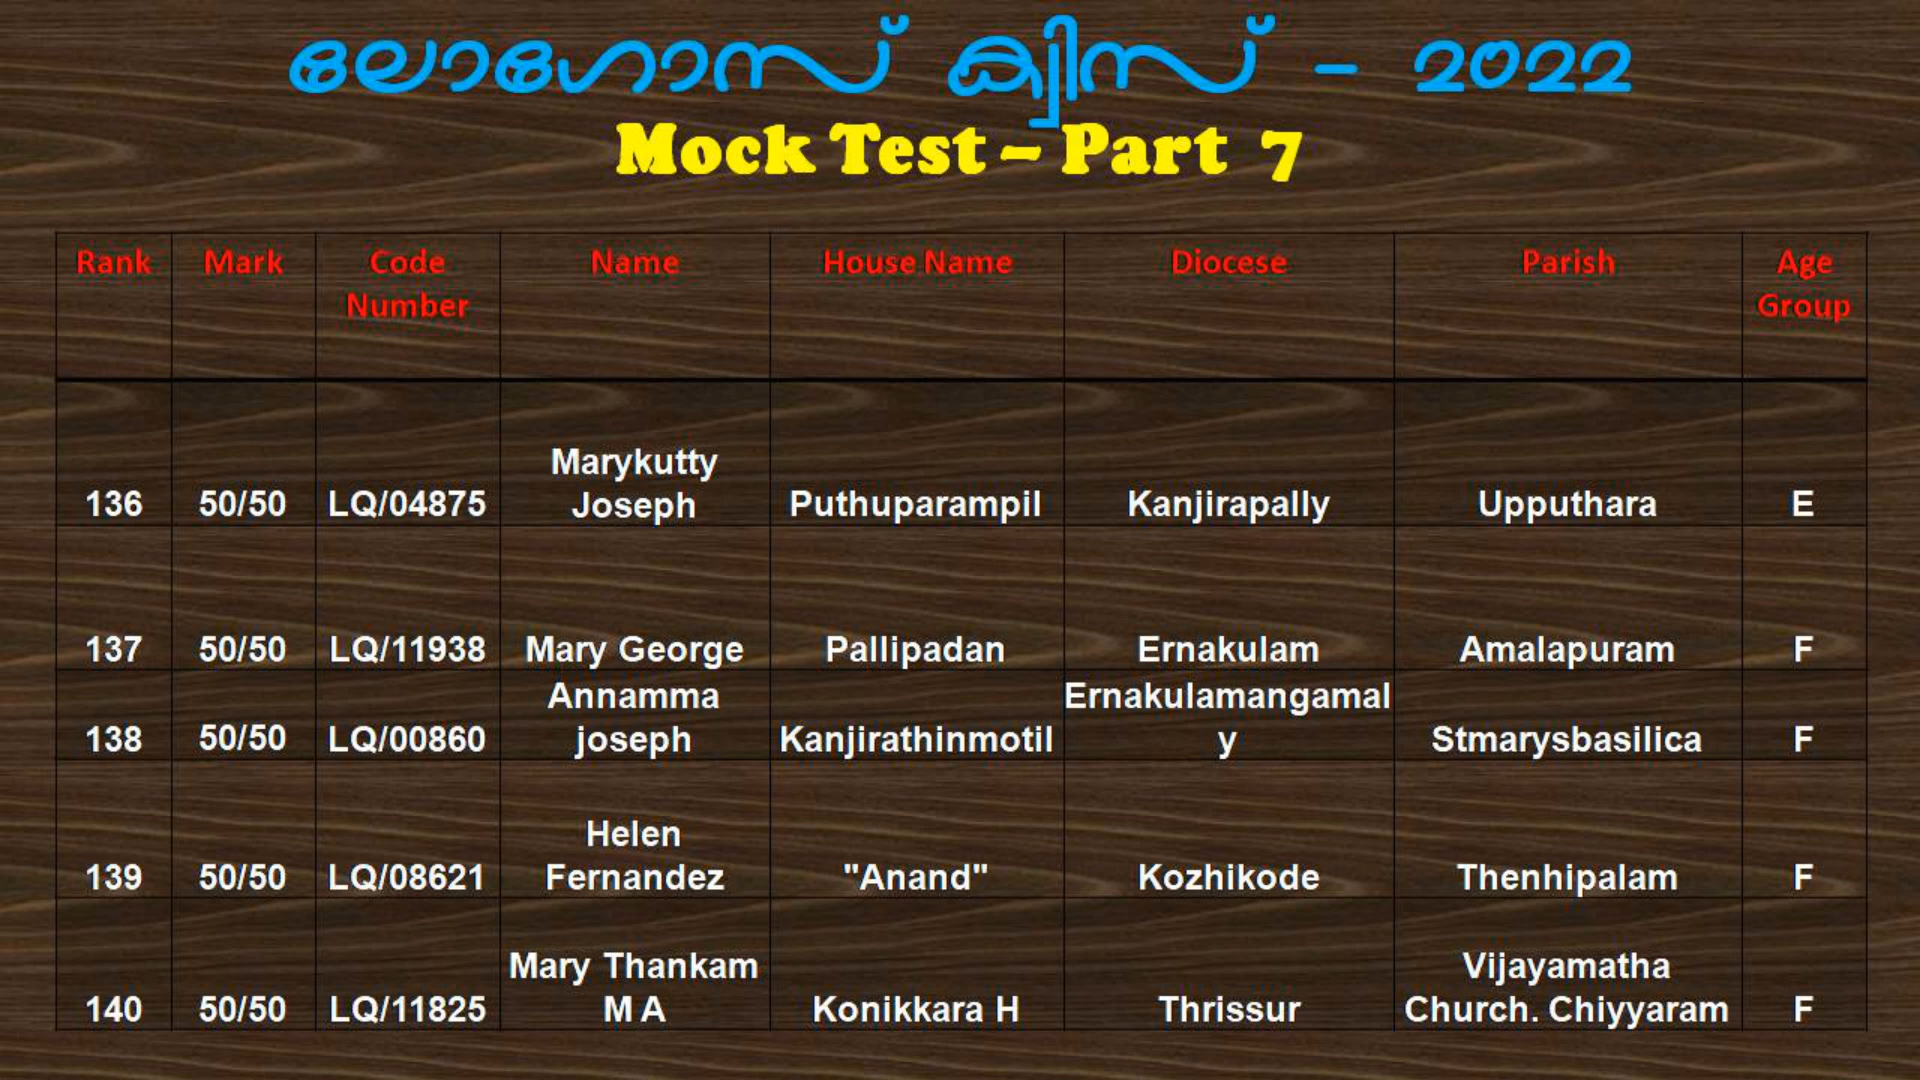 ലോഗോസ് ക്വിസ് - 2022
Mock Test – Part 7
Rank Mark Code Number Name House Name Diocese Parish Age Group
136 50/50 LQ/04875 Marykutty Joseph Puthuparampil Kanjirapally Upputhara E
137 50/50 LQ/11938 Mary George Pallipadan Ernakulam Amalapuram F
138 50/50 LQ/00860 Annamma joseph Kanjirathinmotil Ernakulamangamaly Stmarysbasilica F
139 50/50 LQ/08621 Helen Fernandez "Anand" Kozhikode Thenhipalam F
140 50/50 LQ/11825 Mary Thankam M A Konikkara H Thrissur Vijayamatha Church. Chiyyaram F